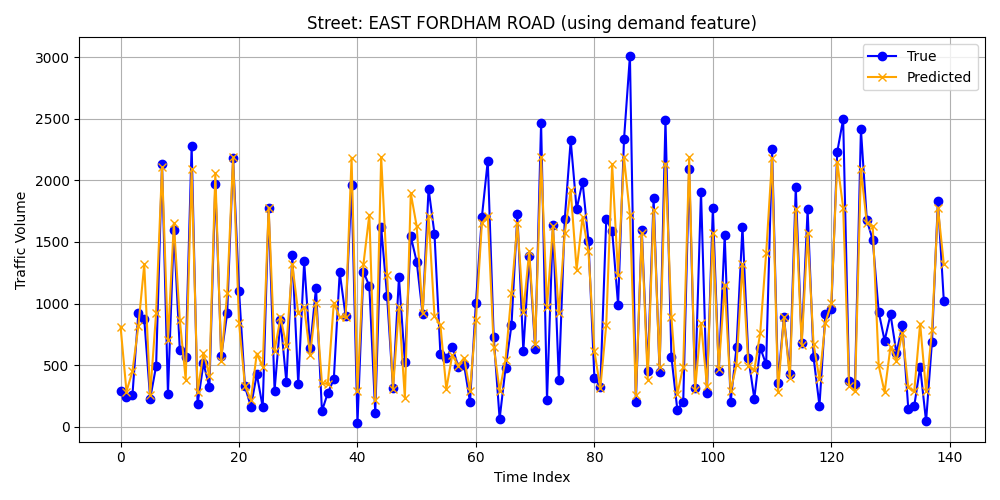 Street: EAST FORDHAM ROAD (using demand feature)
True
Predicted
Traffic Volume
3000
2500
2000
1500
1000
500
0
0 20 40 60 80 100 120 140
Time Index